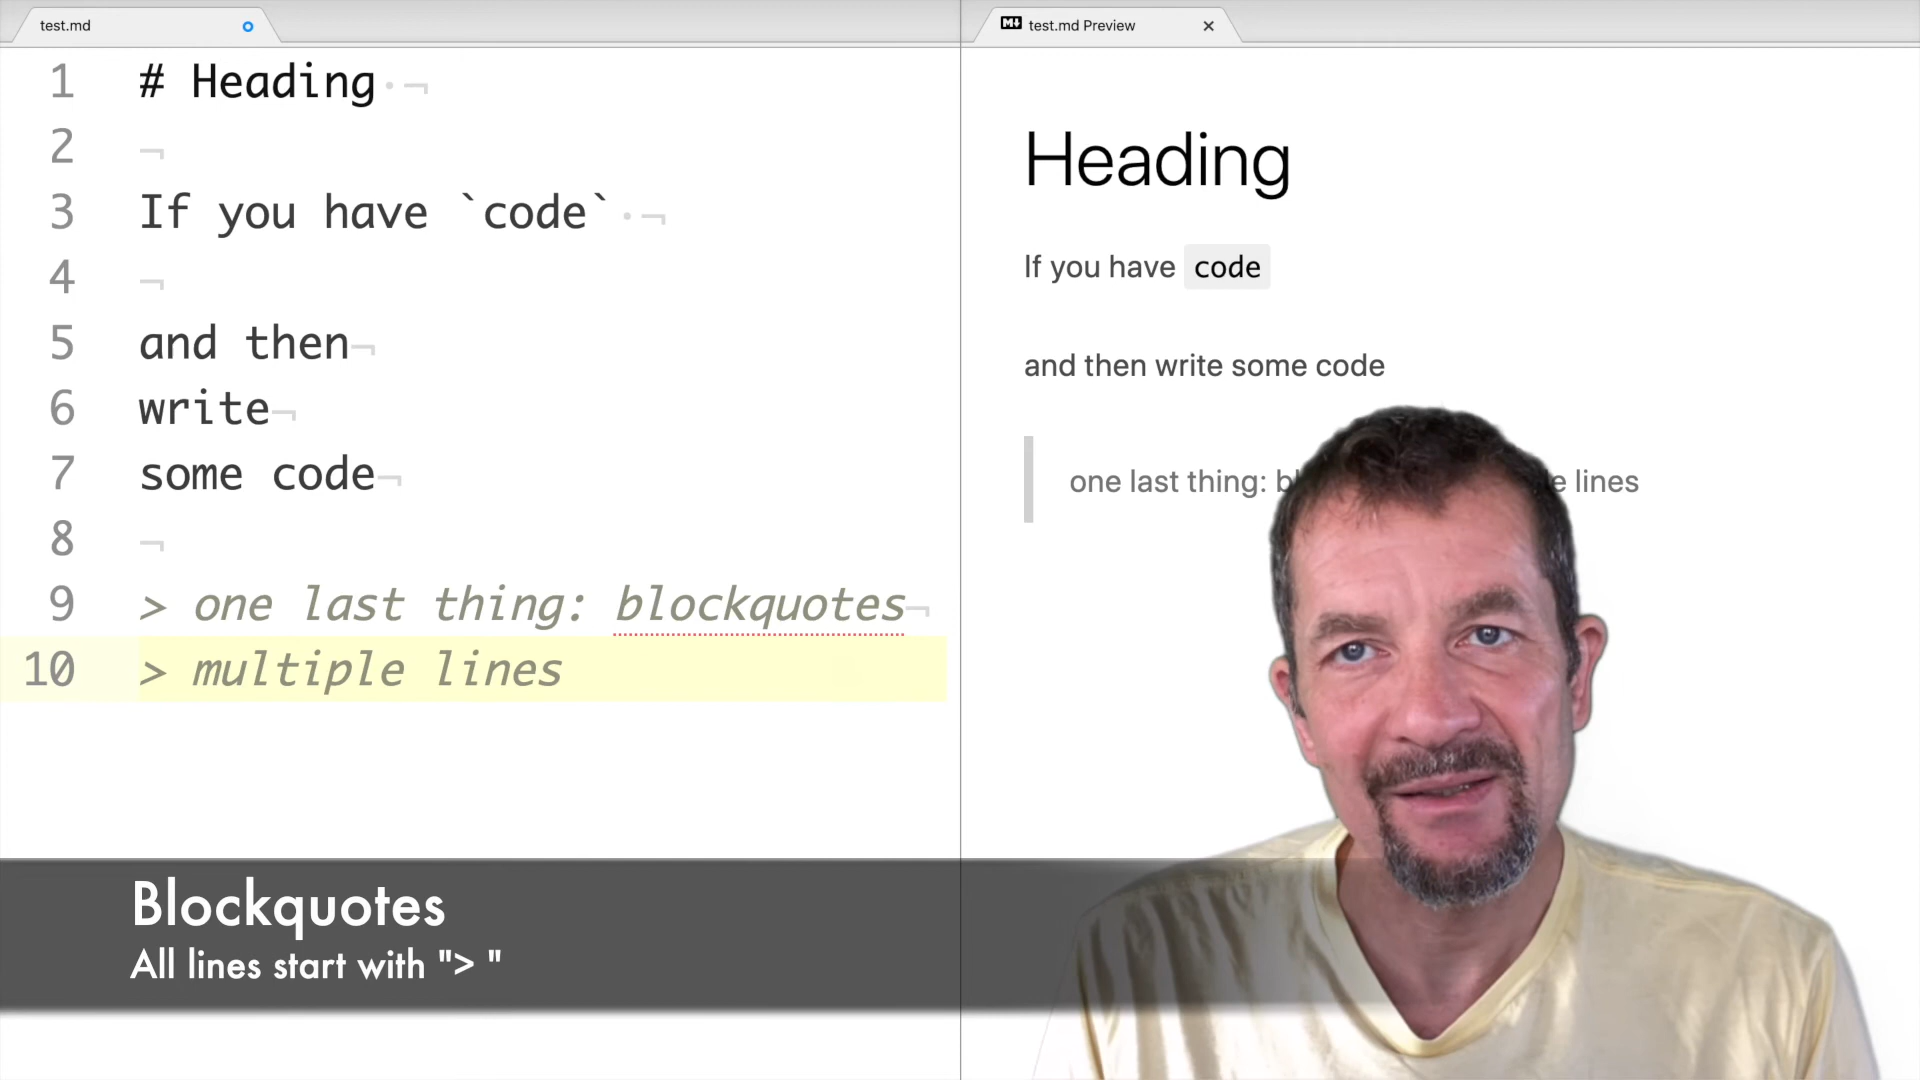 test.md
1 # Heading
2
3 If you have `code`
4
5 and then
6 write
7 some code
8
9 > one last thing: blockquotes
10 > multiple lines
test.md Preview
Heading
If you have code
and then write some code
one last thing: lines
Blockquotes
All lines start with "> "